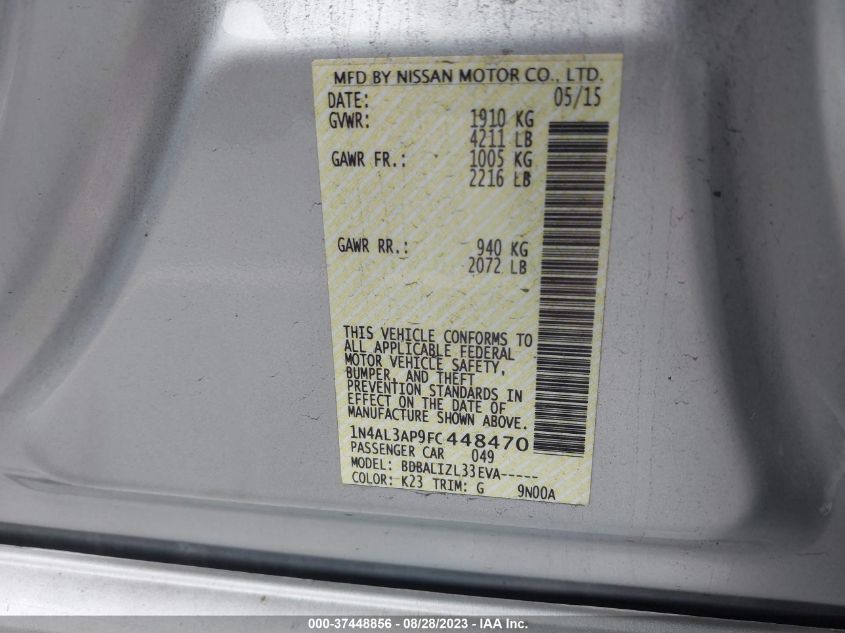 MFD BY NISSAN MOTOR CO., LTD.
DATE: 05/15
GVWR: 1910 KG
4211 LB
GAWR FR.: 1005 KG
2216 LB
GAWR RR.: 940 KG
2072 LB
THIS VEHICLE CONFORMS TO
ALL APPLICABLE FEDERAL
MOTOR VEHICLE SAFETY,
BUMPER, AND THEFT
PREVENTION STANDARDS IN
EFFECT ON THE DATE OF
MANUFACTURE SHOWN ABOVE.
1N4AL3AP9FC448470
PASSENGER CAR 049
MODEL: BDBALIZL33EVA-----
COLOR: K23 TRIM: G 9N00A
000-37448856 - 08/28/2023 - IAA Inc.